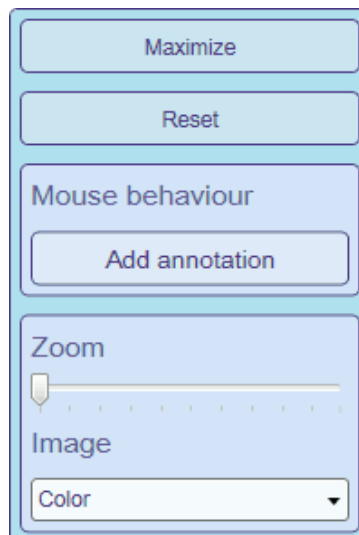 Maximize
Reset
Mouse behaviour
Add annotation
Zoom
Image
Color